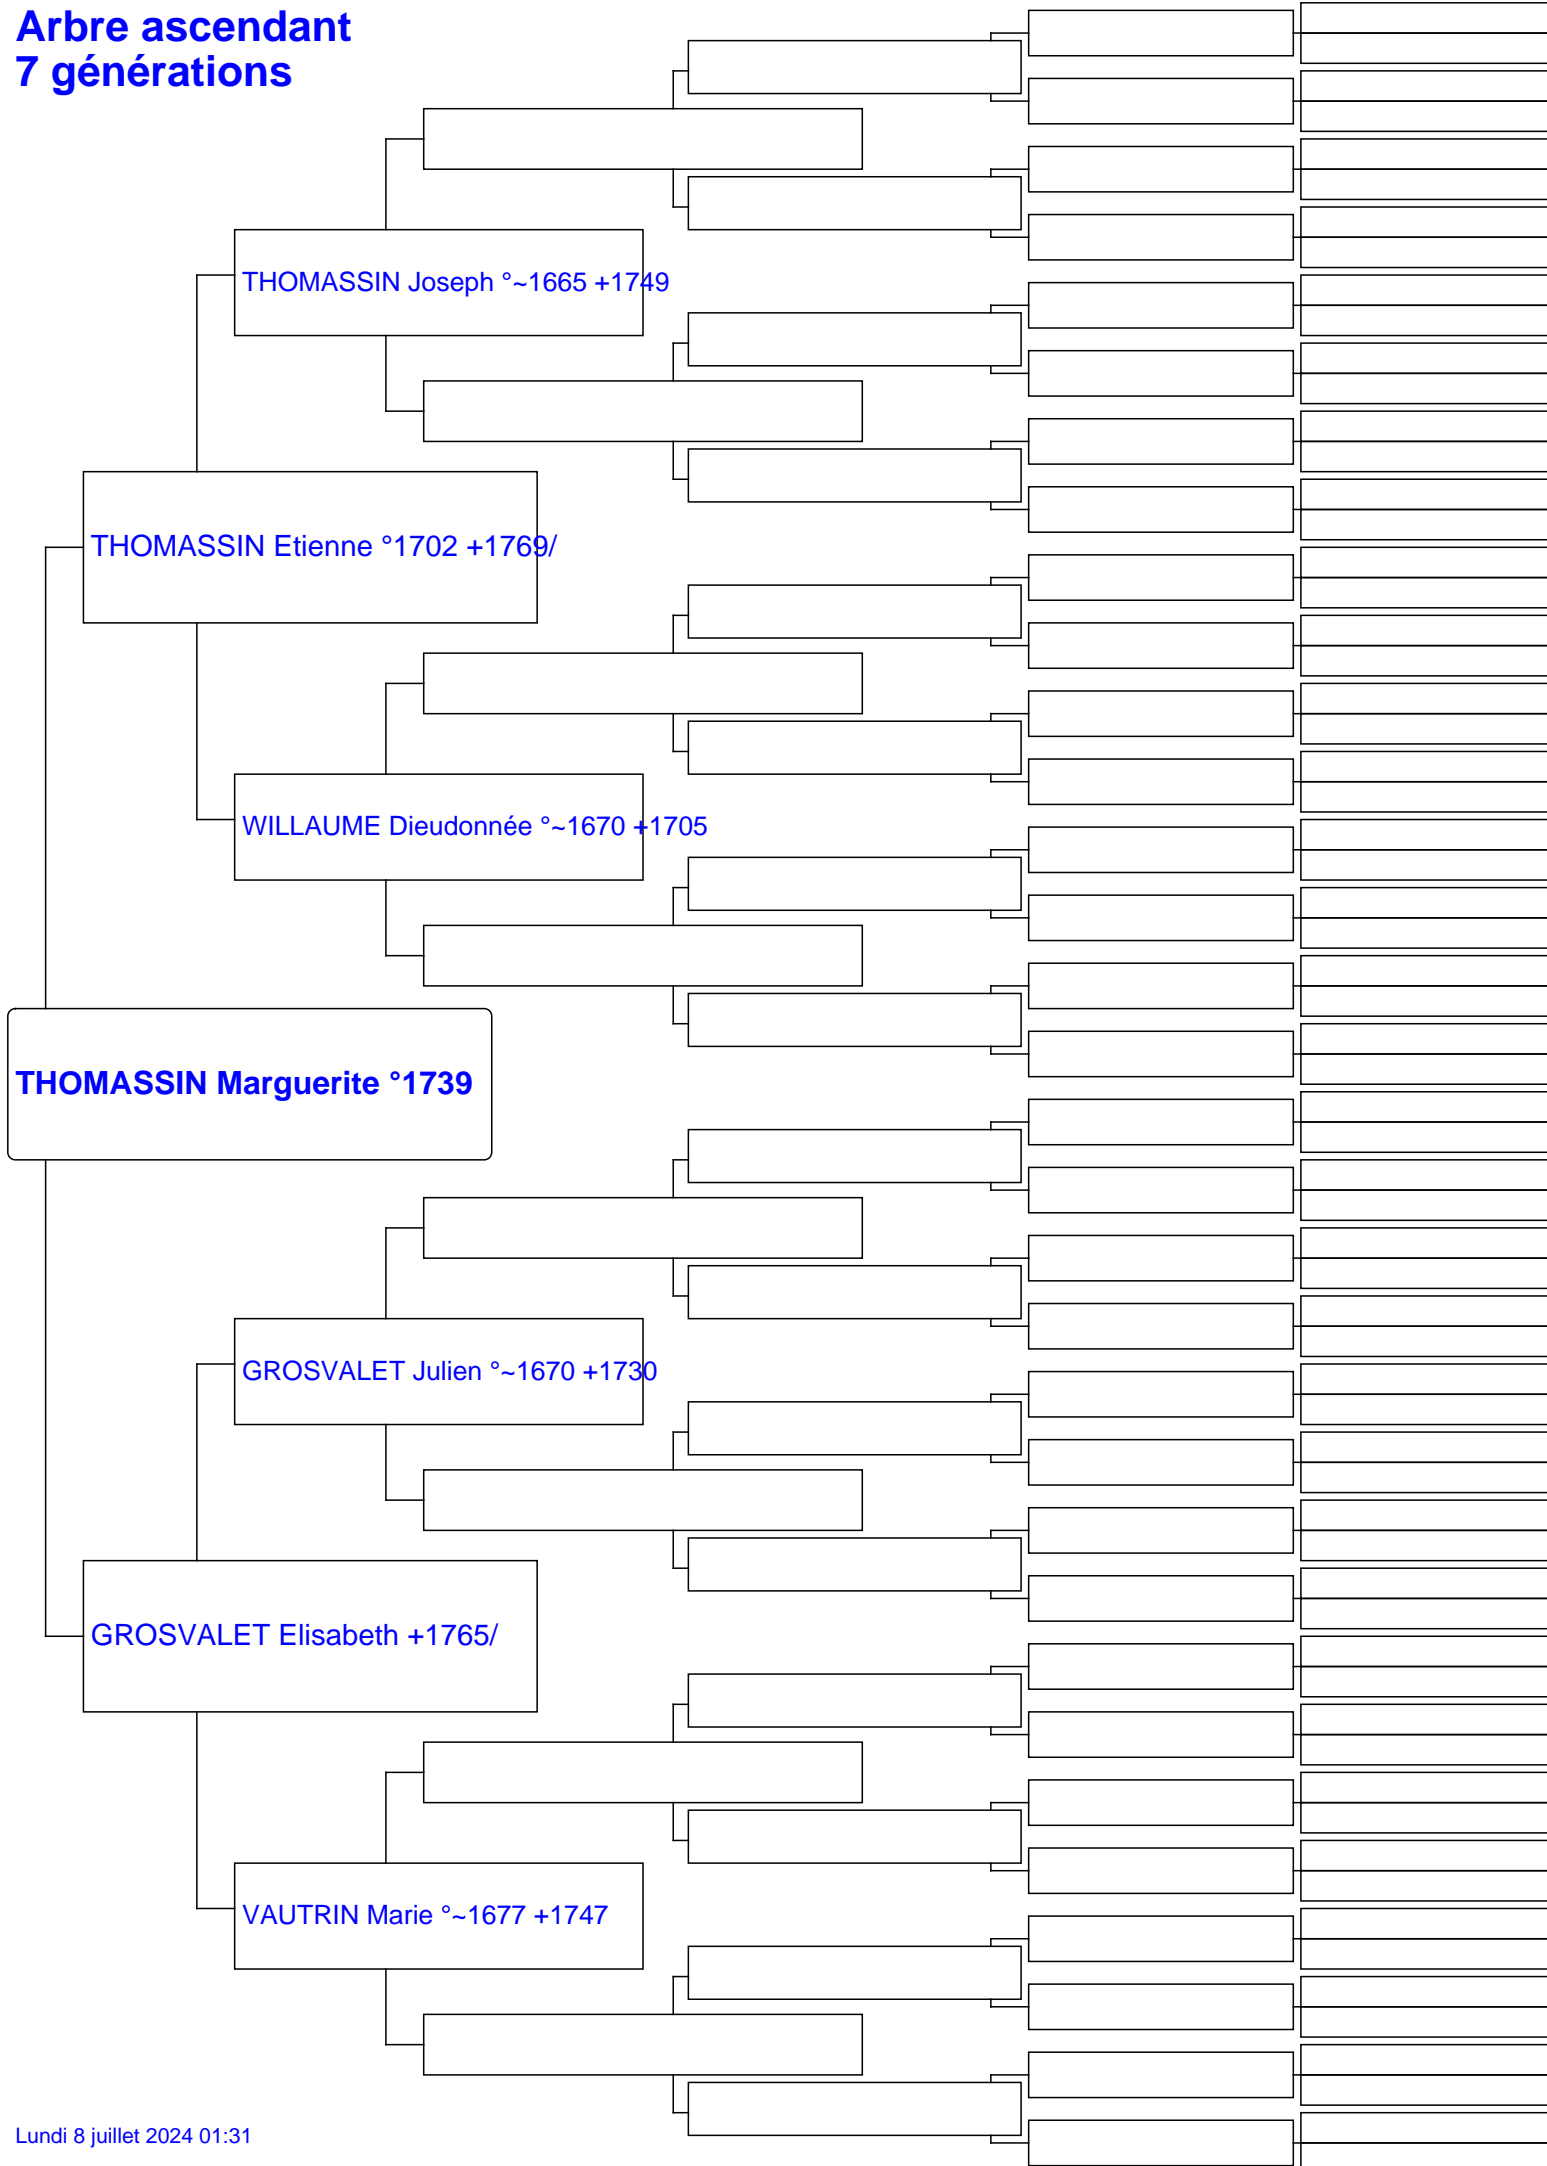 Arbre ascendant
7 générations
THOMASSIN Joseph °~1665 +1749
THOMASSIN Etienne °1702 +1769/
WILLAUME Dieudonnée °~1670 +1705
THOMASSIN Marguerite °1739
GROSVALET Julien °~1670 +1730
GROSVALET Elisabeth +1765/
VAUTRIN Marie °~1677 +1747
Lundi 8 juillet 2024 01:31